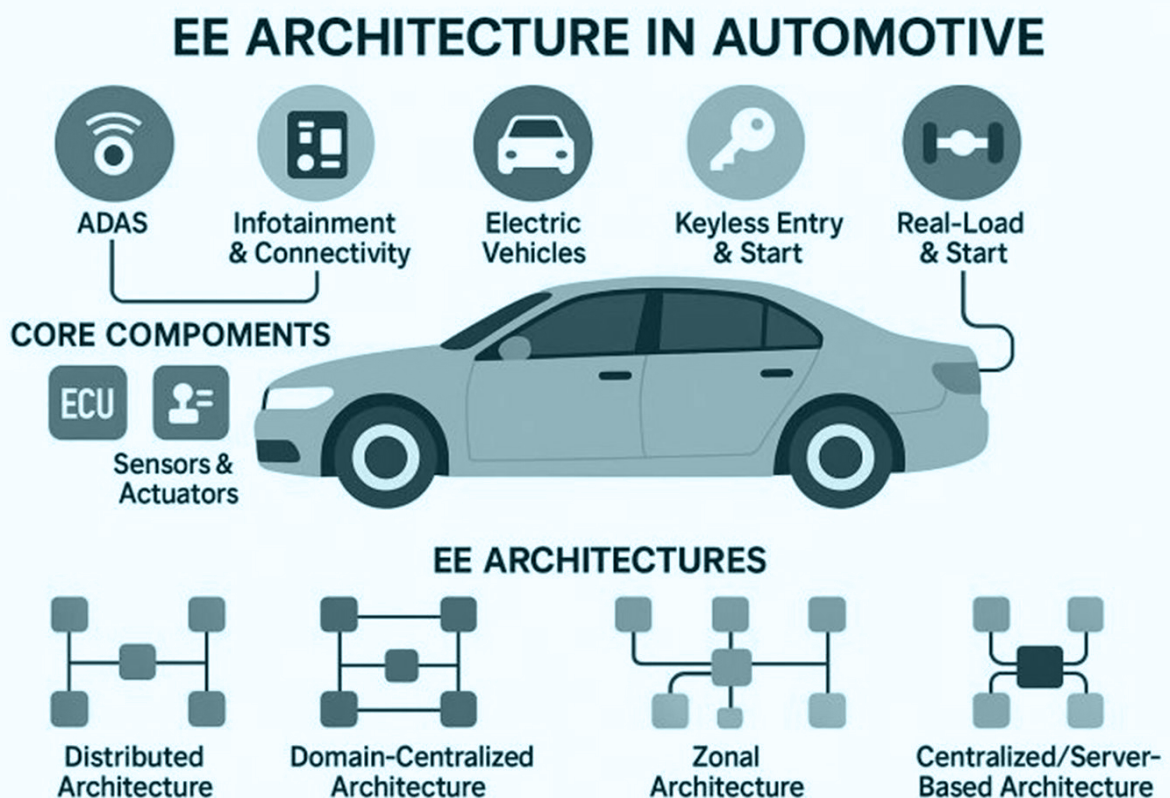 EE ARCHITECTURE IN AUTOMOTIVE
ADAS
Infotainment
& Connectivity
Electric
Vehicles
Keyless Entry
& Start
Real-Load
& Start
CORE COMPOMENTS
ECU
Sensors &
Actuators
EE ARCHITECTURES
Distributed
Architecture
Domain-Centralized
Architecture
Zonal
Architecture
Centralized/Server-
Based Architecture